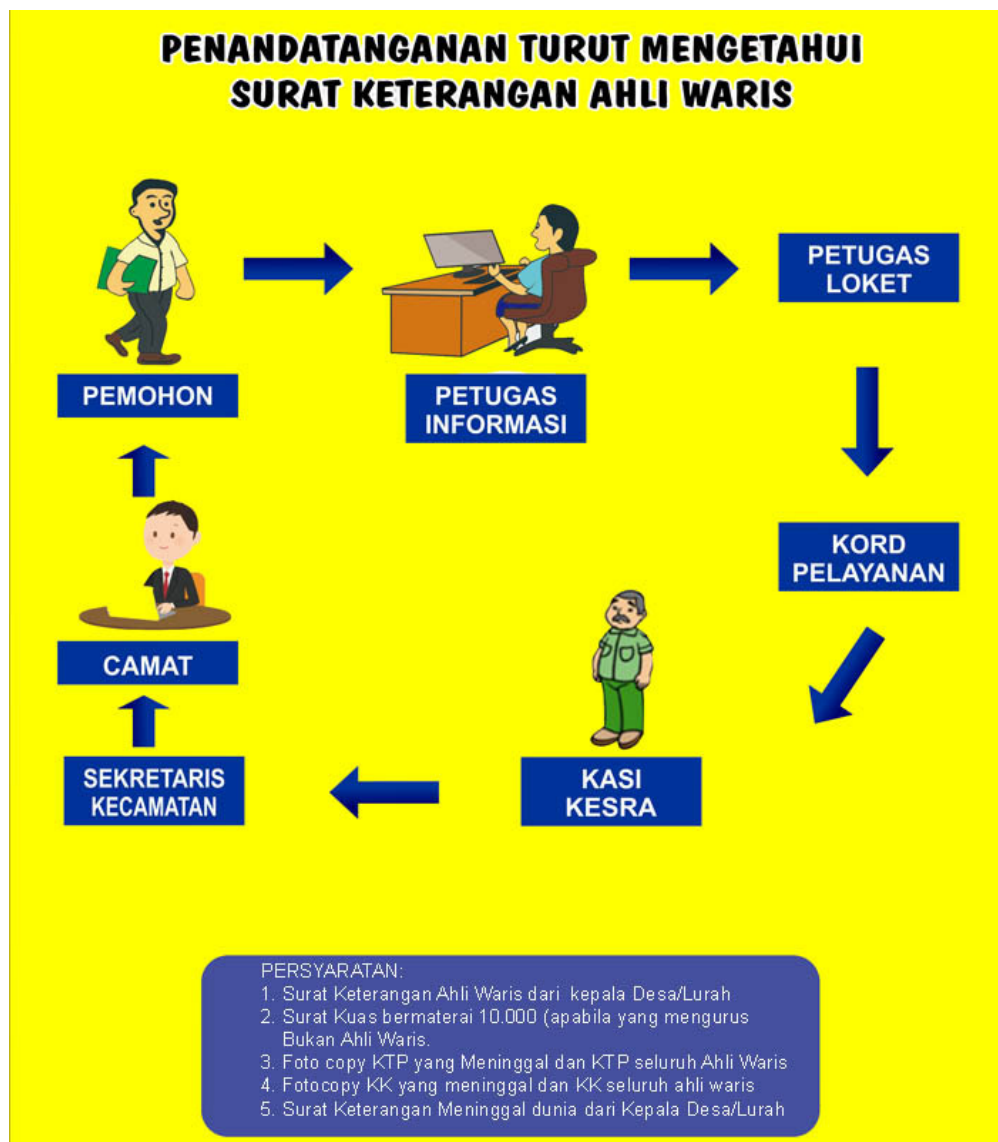 PENANDATANGANAN TURUT MENGETAHUI
SURAT KETERANGAN AHLI WARIS
PEMOHON
PETUGAS
INFORMASI
PETUGAS
LOKET
KORD
PELAYANAN
KASI
KESRA
SEKRETARIS
KECAMATAN
CAMAT
PERSYARATAN:
1. Surat Keterangan Ahli Waris dari kepala Desa/Lurah
2. Surat Kuas bermaterai 10.000 (apabila yang mengurus
Bukan Ahli Waris.
3. Foto copy KTP yang Meninggal dan KTP seluruh Ahli Waris
4. Fotocopy KK yang meninggal dan KK seluruh ahli waris
5. Surat Keterangan Meninggal dunia dari Kepala Desa/Lurah